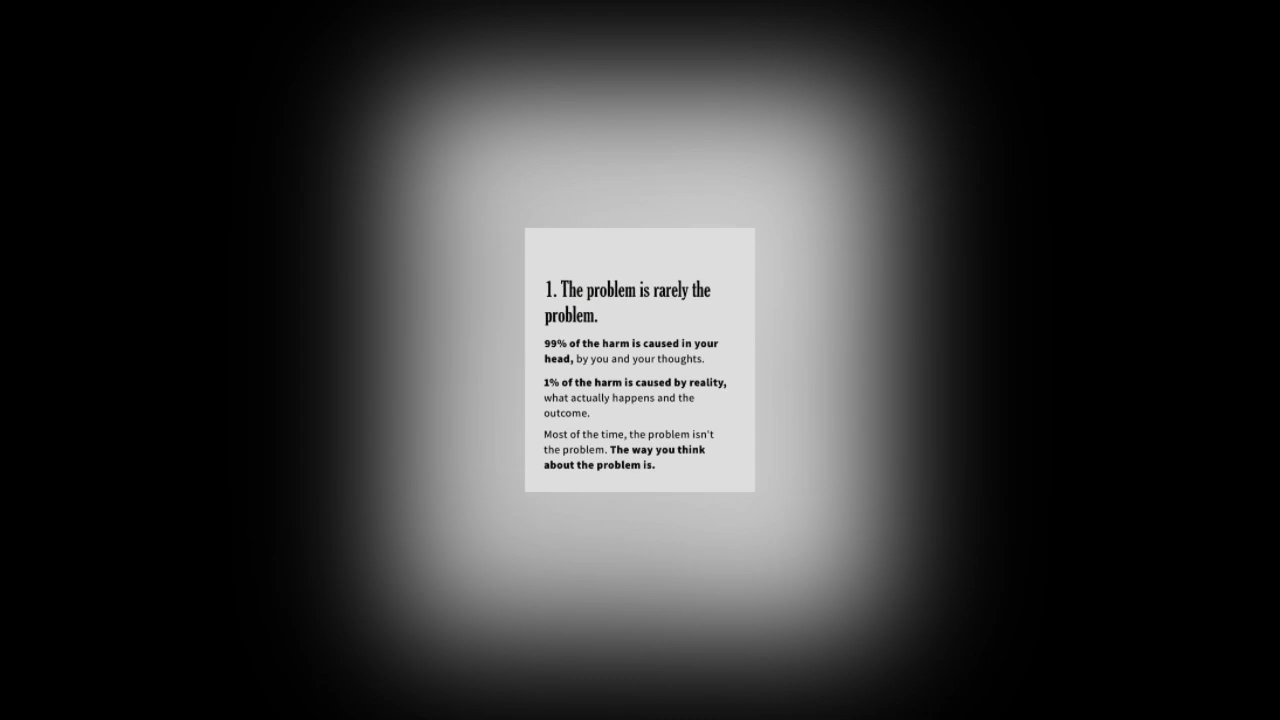 1. The problem is rarely the
problem.
99% of the harm is caused in your
head, by you and your thoughts.
1% of the harm is caused by reality,
what actually happens and the
outcome.
Most of the time, the problem isn't
the problem. The way you think
about the problem is.